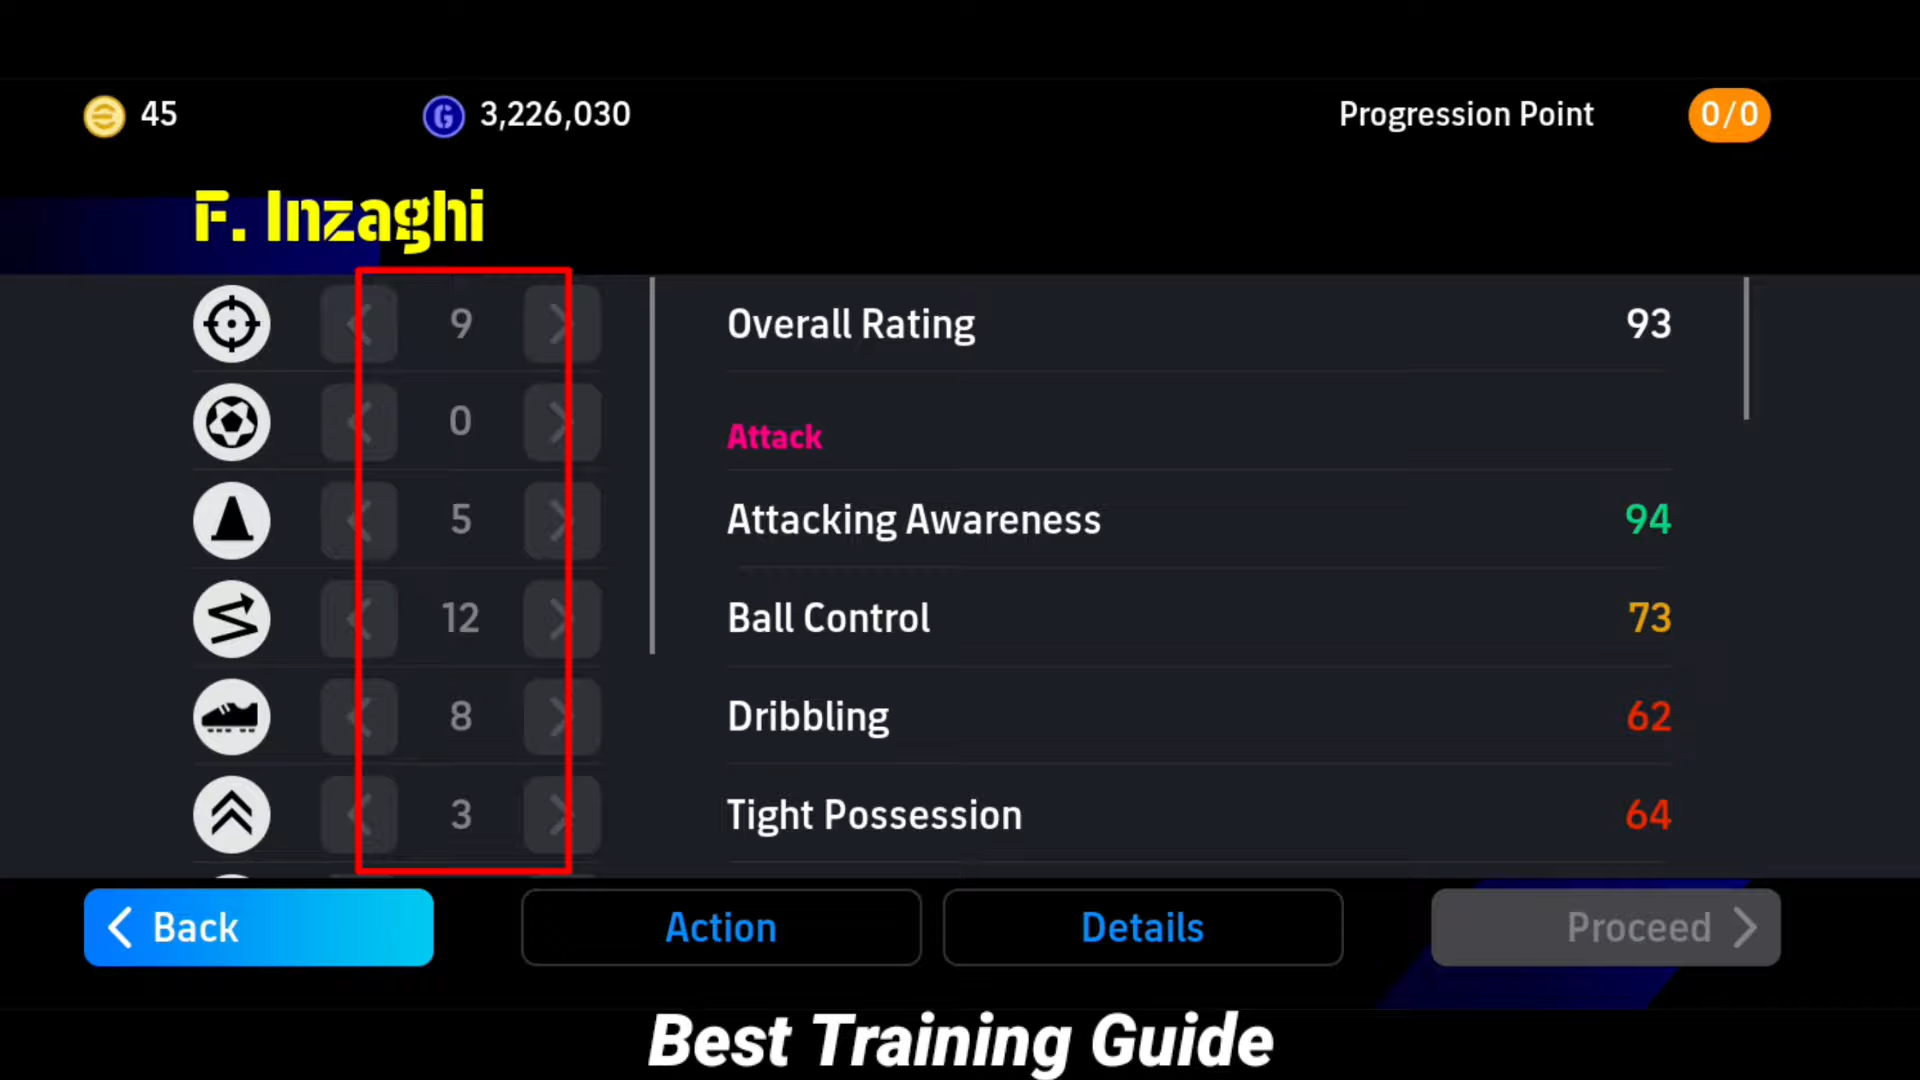 45
3,226,030
Progression Point
0/0
F. Inzaghi
9
Overall Rating
93
0
Attack
5
Attacking Awareness
94
12
Ball Control
73
8
Dribbling
62
3
Tight Possession
64
Back
Action
Details
Proceed
Best Training Guide